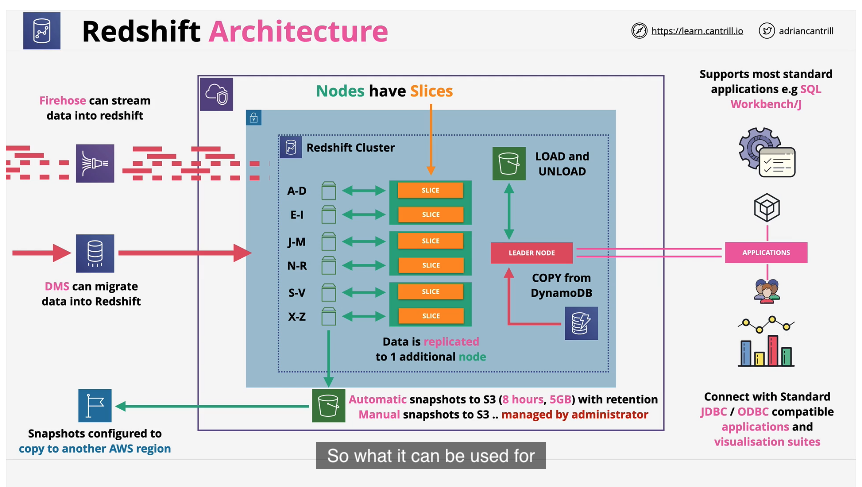 Redshift Architecture
https://learn.cantrill.io
adriancantrill
Firehose can stream
data into redshift
DMS can migrate
data into Redshift
Snapshots configured to
copy to another AWS region
Nodes have Slices
Redshift Cluster
A-D
SLICE
E-I
SLICE
J-M
SLICE
N-R
SLICE
S-V
SLICE
X-Z
SLICE
Data is replicated
to 1 additional node
LOAD and
UNLOAD
LEADER NODE
COPY from
DynamoDB
Automatic snapshots to S3 (8 hours, 5GB) with retention
Manual snapshots to S3 .. managed by administrator
Supports most standard
applications e.g SQL
Workbench/J
APPLICATIONS
Connect with Standard
JDBC / ODBC compatible
applications and
visualisation suites
So what it can be used for